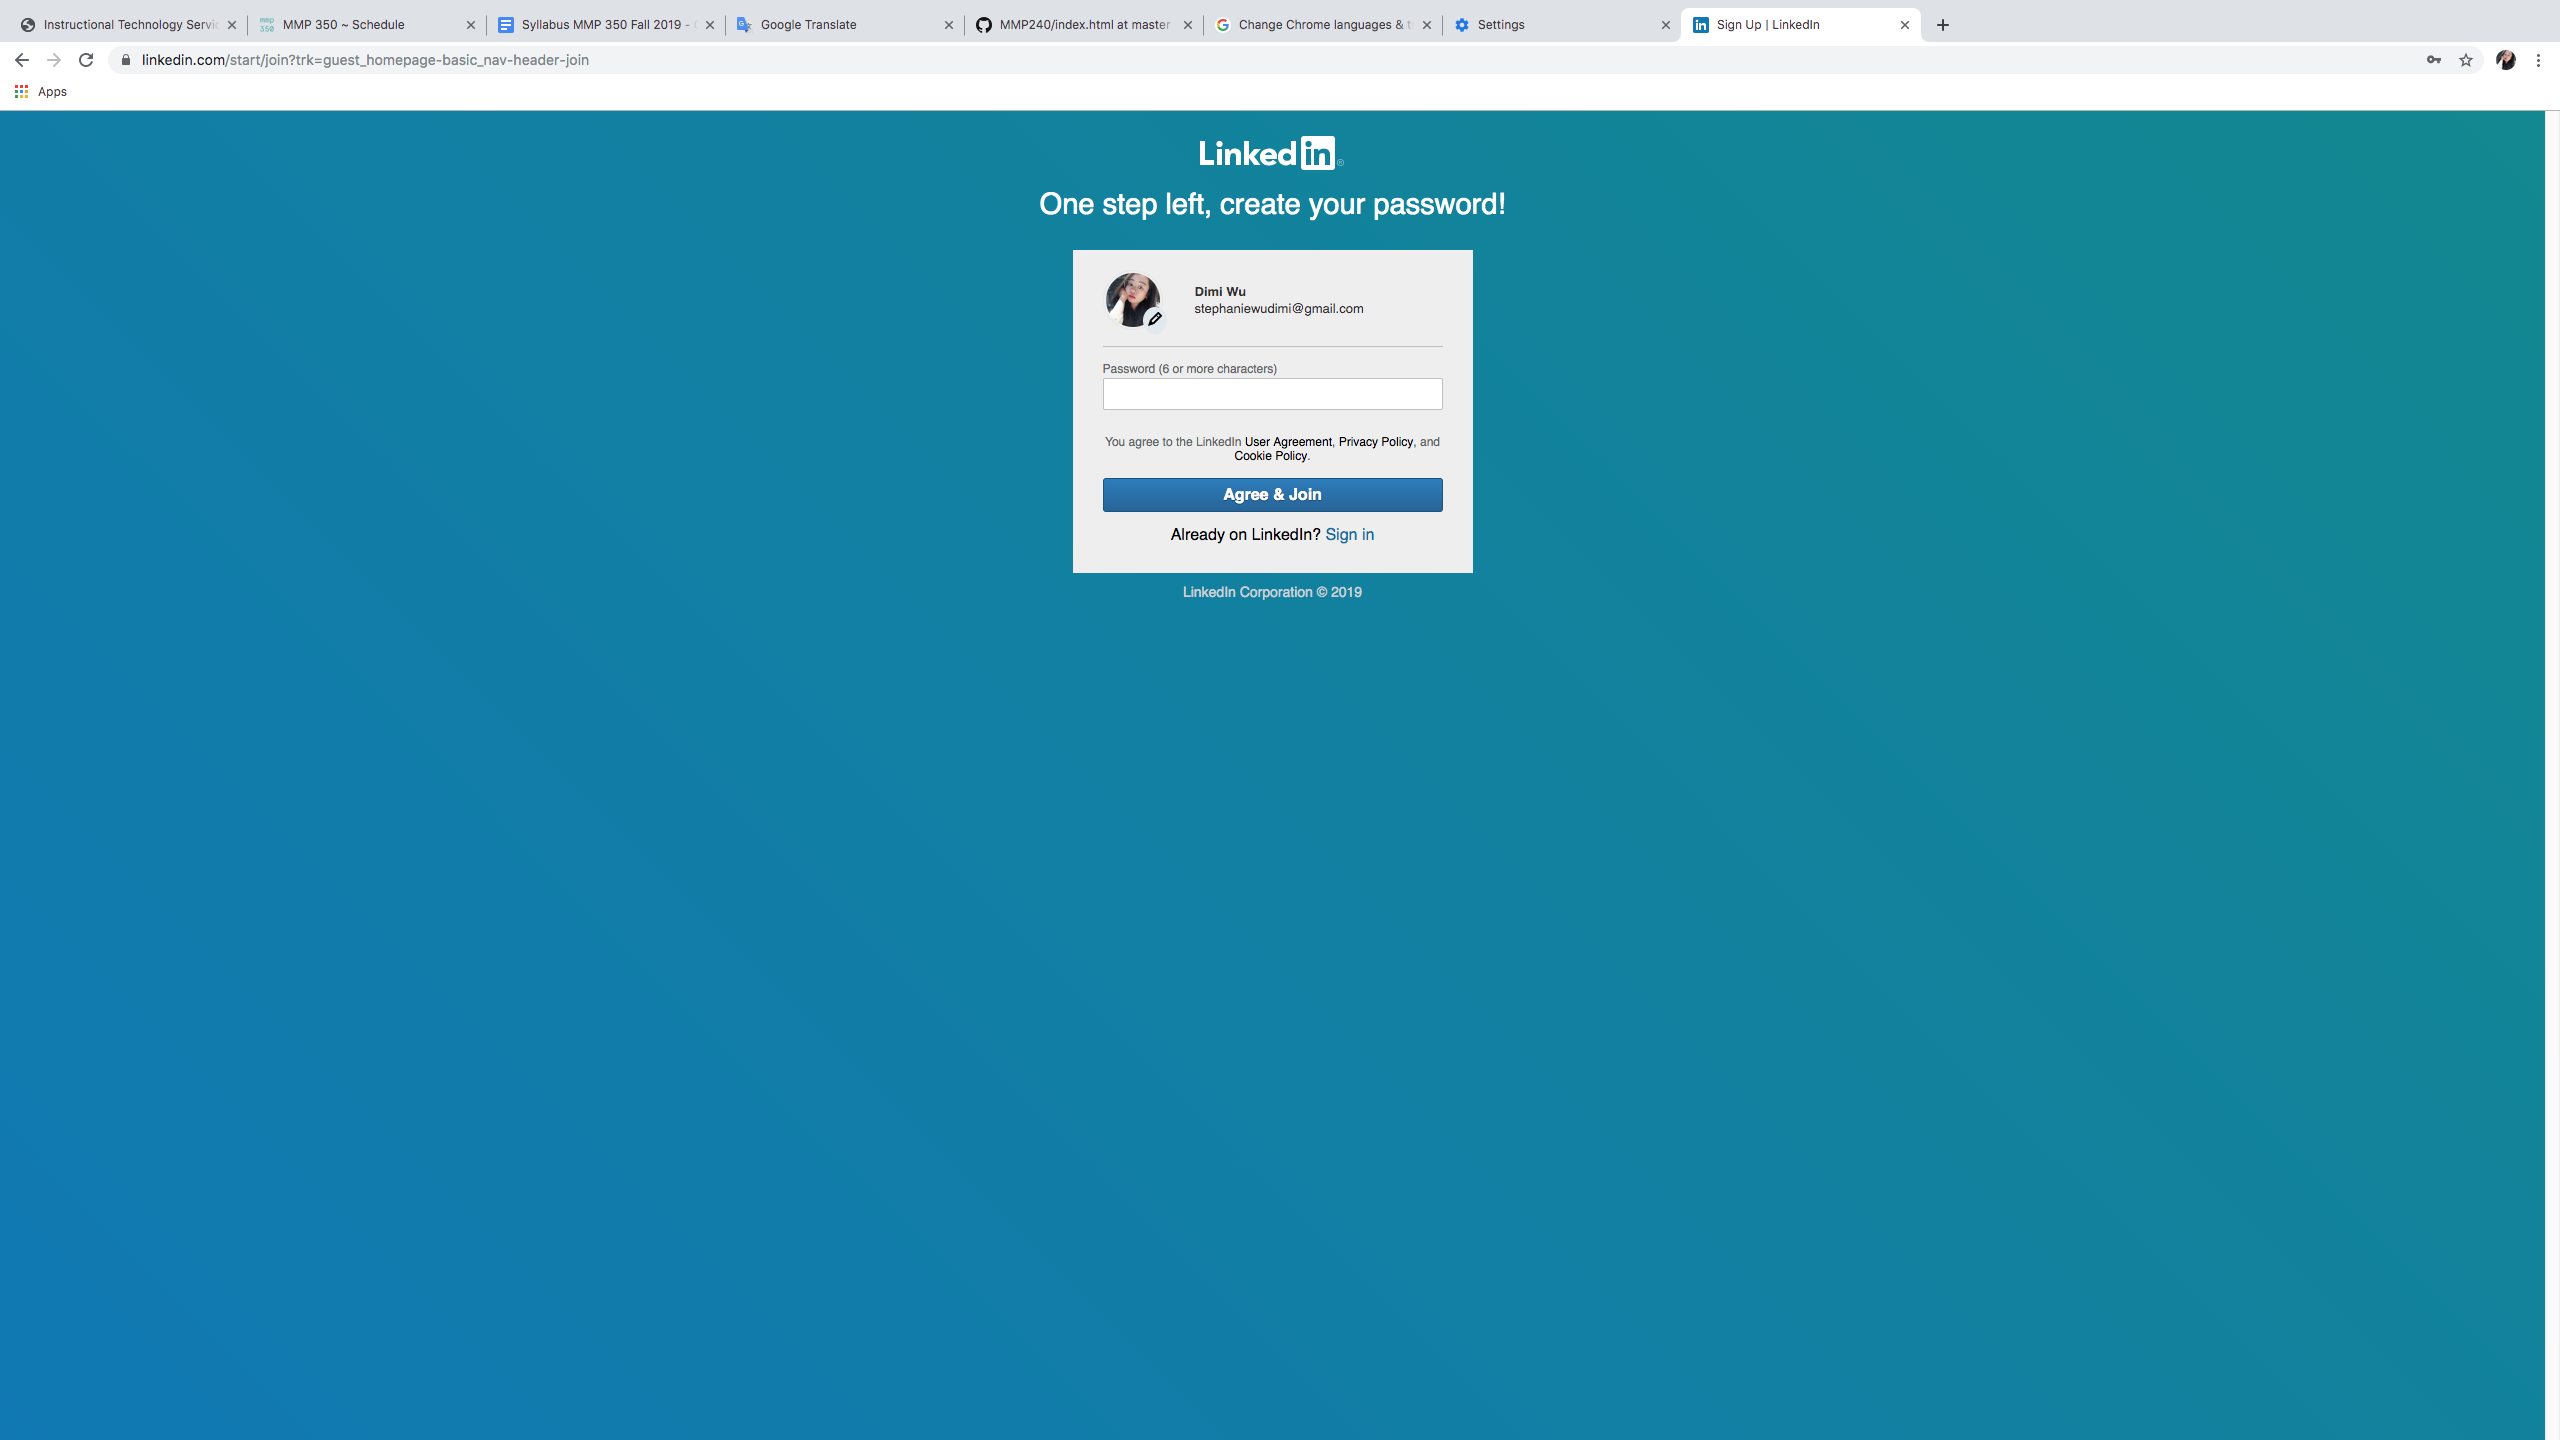 Instructional Technology Servic
mmp 350
MMP 350 ~ Schedule
Syllabus MMP 350 Fall 2019 -
Google Translate
MMP240/index.html at master
Change Chrome languages & t
Settings
Sign Up | LinkedIn
linkedin.com/start/join?trk=guest_homepage-basic_nav-header-join
Apps
Linked in
One step left, create your password!
Dimi Wu
stephaniewudimi@gmail.com
Password (6 or more characters)
You agree to the LinkedIn User Agreement, Privacy Policy, and
Cookie Policy.
Agree & Join
Already on LinkedIn? Sign in
LinkedIn Corporation © 2019